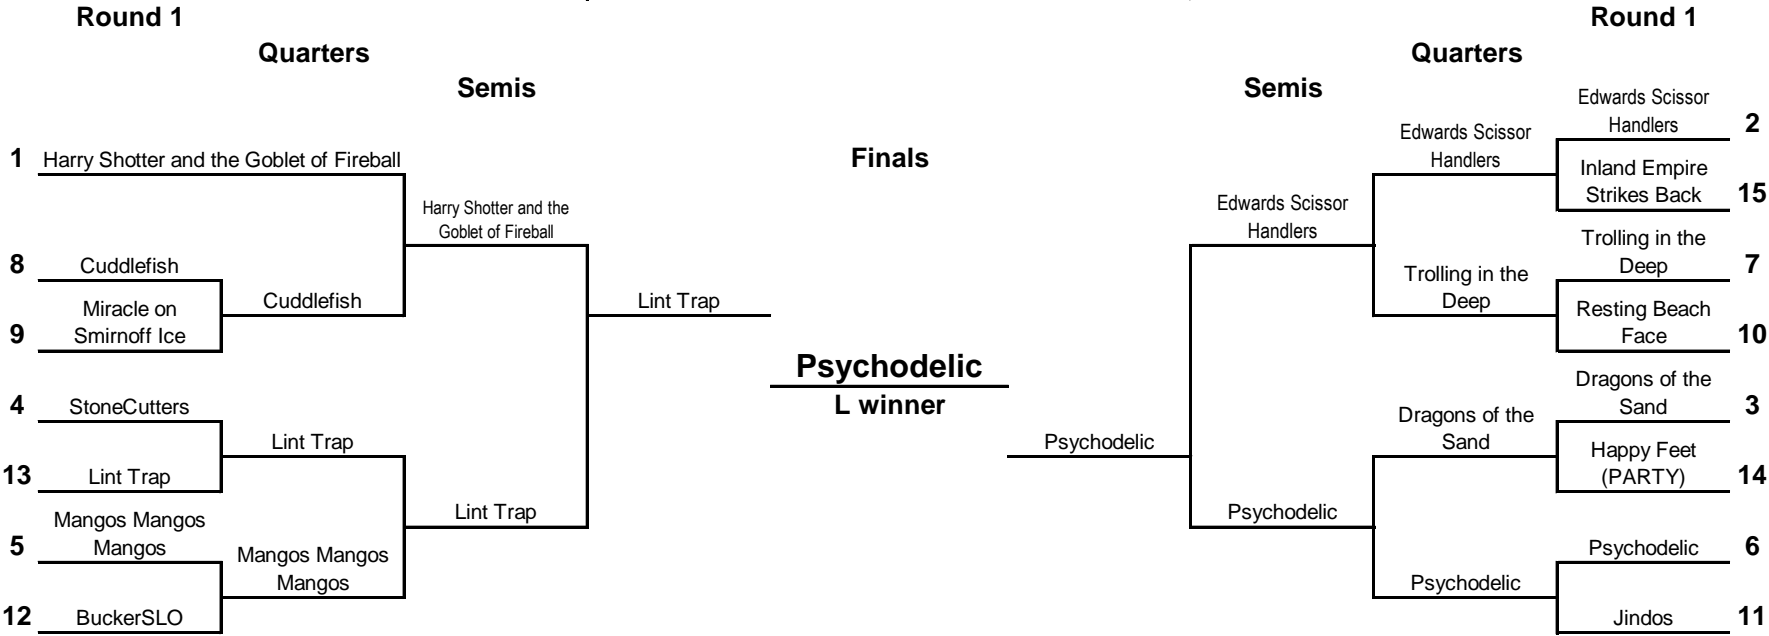 Round 1
Round 1
Quarters
Quarters
Semis
Semis
Edwards Scissor
Handlers
2
Edwards Scissor
Handlers
1
Harry Shotter and the Goblet of Fireball
Finals
Inland Empire
Strikes Back
15
Harry Shotter and the
Goblet of Fireball
Edwards Scissor
Handlers
8
Cuddlefish
Trolling in the
Deep
7
Cuddlefish
Lint Trap
Trolling in the
Deep
Miracle on
Smirnoff Ice
9
Resting Beach
Face
10
Psychodelic
L winner
4
StoneCutters
Dragons of the
Sand
3
Lint Trap
Psychodelic
Dragons of the
Sand
13
Lint Trap
Happy Feet
(PARTY)
14
Lint Trap
Psychodelic
Mangos Mangos
Mangos
5
Psychodelic
6
Mangos Mangos
Mangos
Psychodelic
12
BuckerSLO
Jindos
11